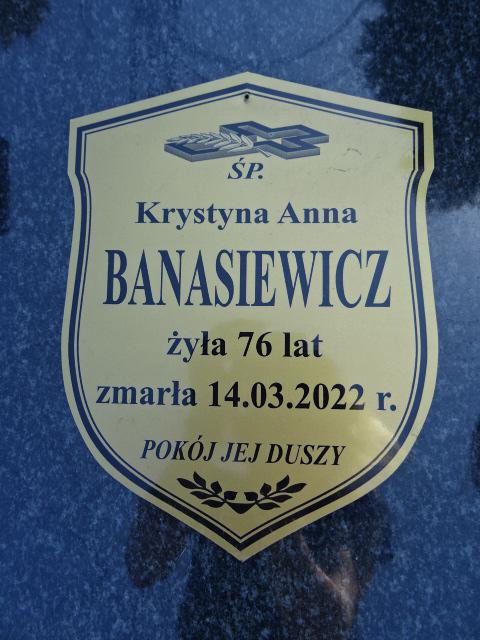 ŚP.
Krystyna Anna
BANASIEWICZ
żyła 76 lat
zmarła 14.03.2022 r.
POKÓJ JEJ DUSZY